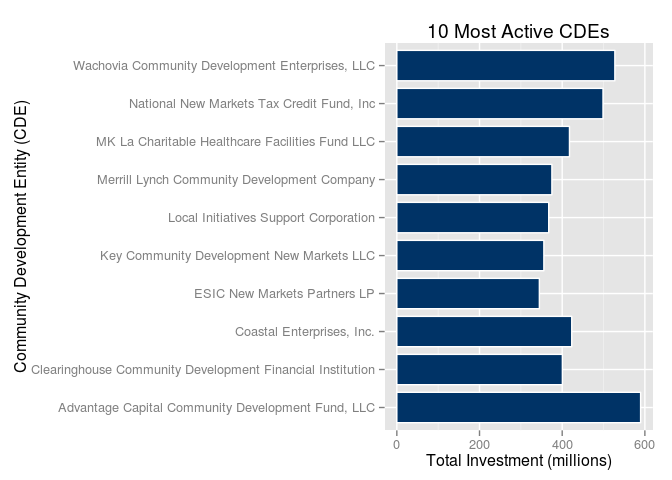 10 Most Active CDEs
Community Development Entity (CDE)
Wachovia Community Development Enterprises, LLC
National New Markets Tax Credit Fund, Inc
MK La Charitable Healthcare Facilities Fund LLC
Merrill Lynch Community Development Company
Local Initiatives Support Corporation
Key Community Development New Markets LLC
ESIC New Markets Partners LP
Coastal Enterprises, Inc.
Clearinghouse Community Development Financial Institution
Advantage Capital Community Development Fund, LLC
0 200 400 600
Total Investment (millions)